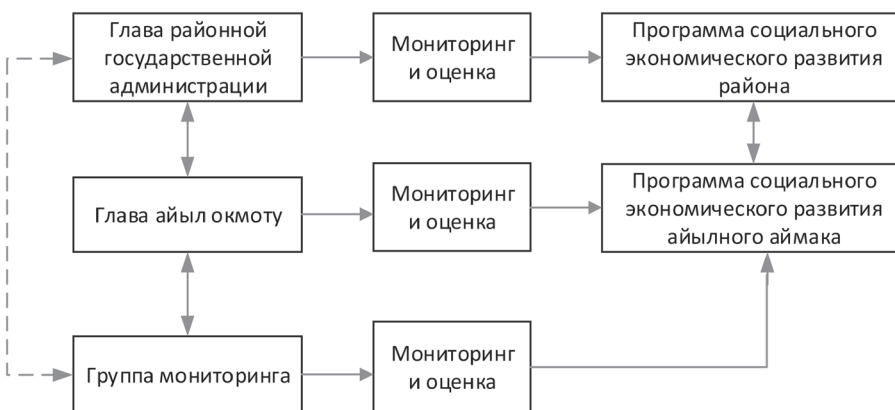 Глава районной
государственной
администрации
Мониторинг
и оценка
Программа социального
экономического развития
района
Глава айыл окмоту
Мониторинг
и оценка
Программа социального
экономического развития
айылного аймака
Группа мониторинга
Мониторинг
и оценка